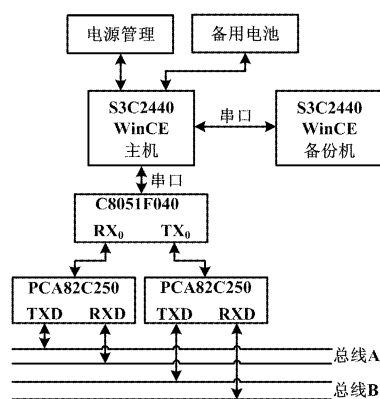 电源管理
备用电池
S3C2440
WinCE
主机
串口
S3C2440
WinCE
备份机
串口
C8051F040
RX0 TX0
PCA82C250
TXD RXD
PCA82C250
TXD RXD
总线A
总线B